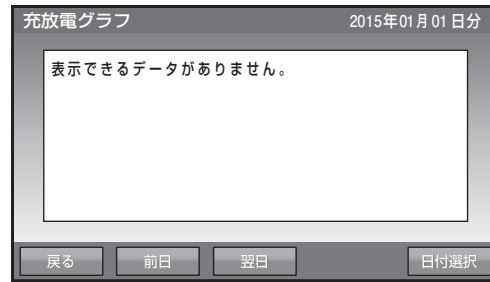 充放電グラフ 2015年01月01日分
表示できるデータがありません。
戻る 前日 翌日 日付選択